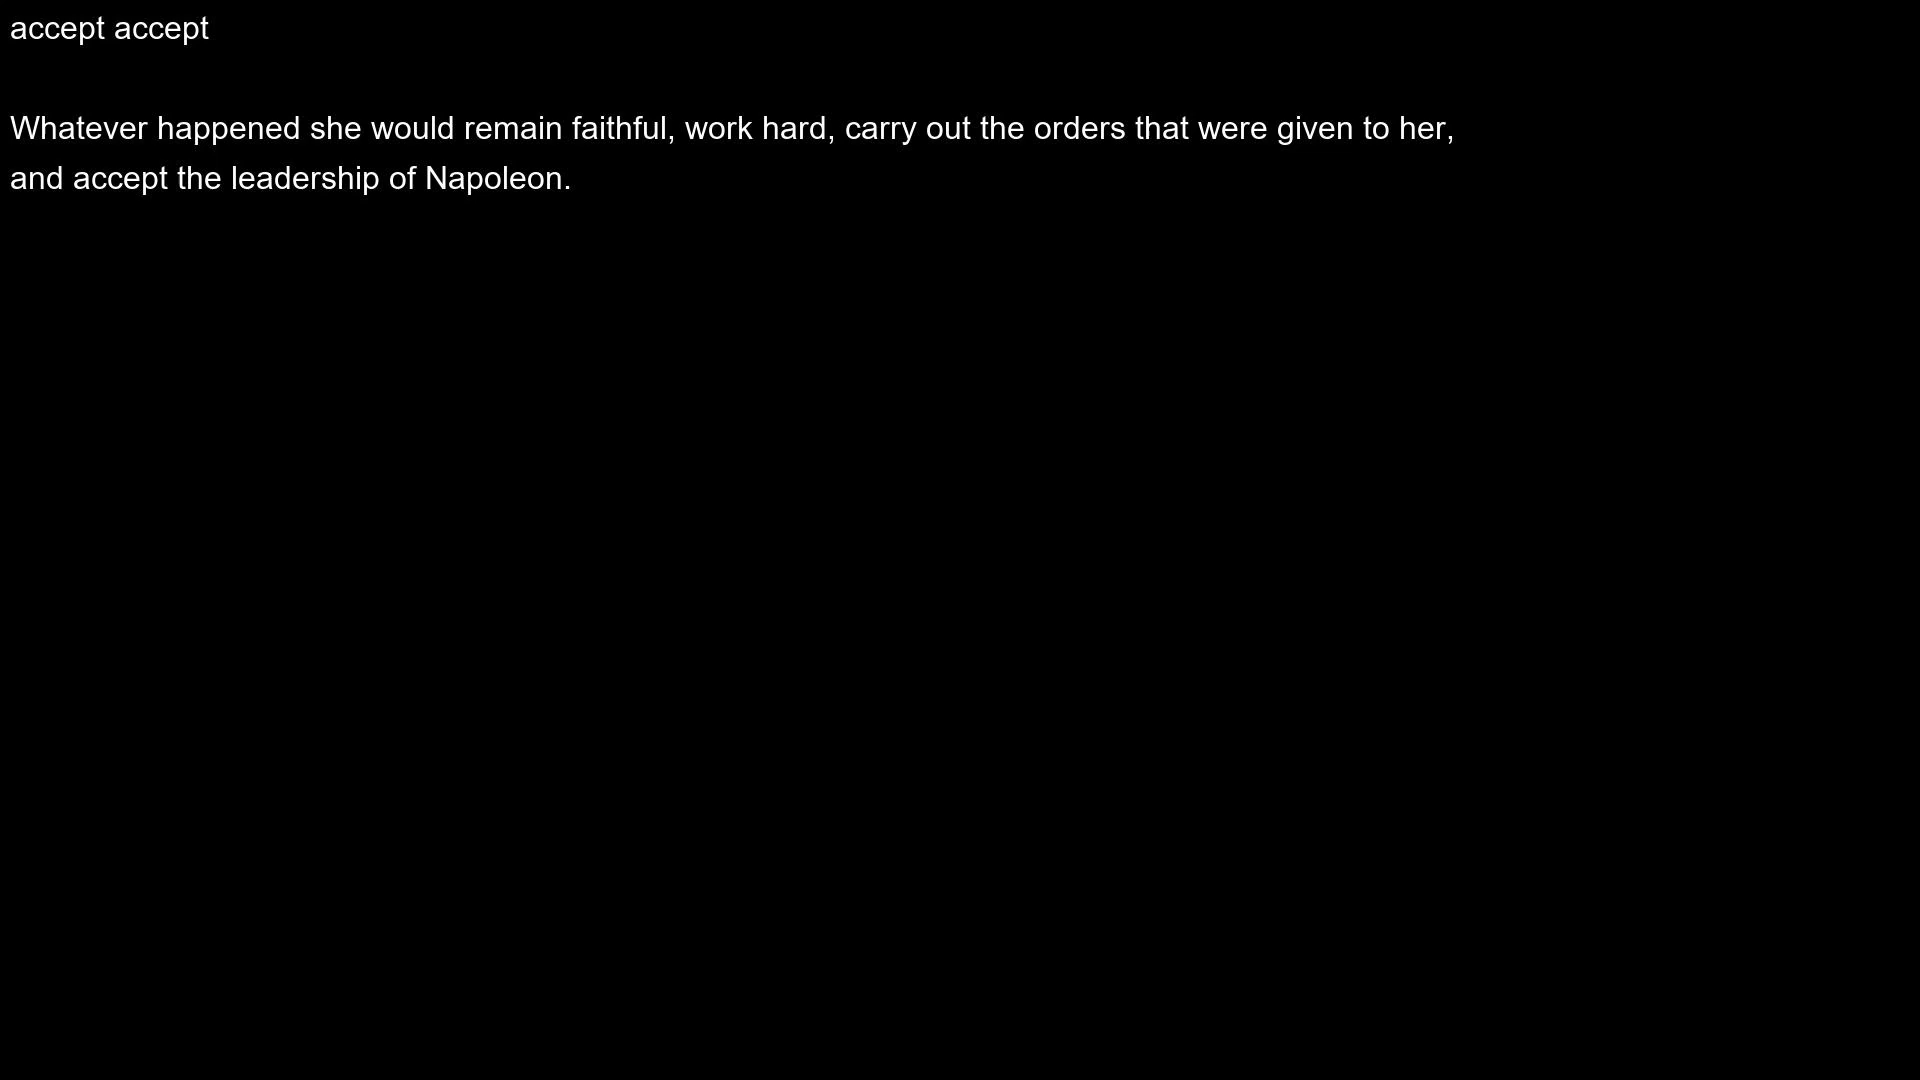 accept accept
Whatever happened she would remain faithful, work hard, carry out the orders that were given to her,
and accept the leadership of Napoleon.